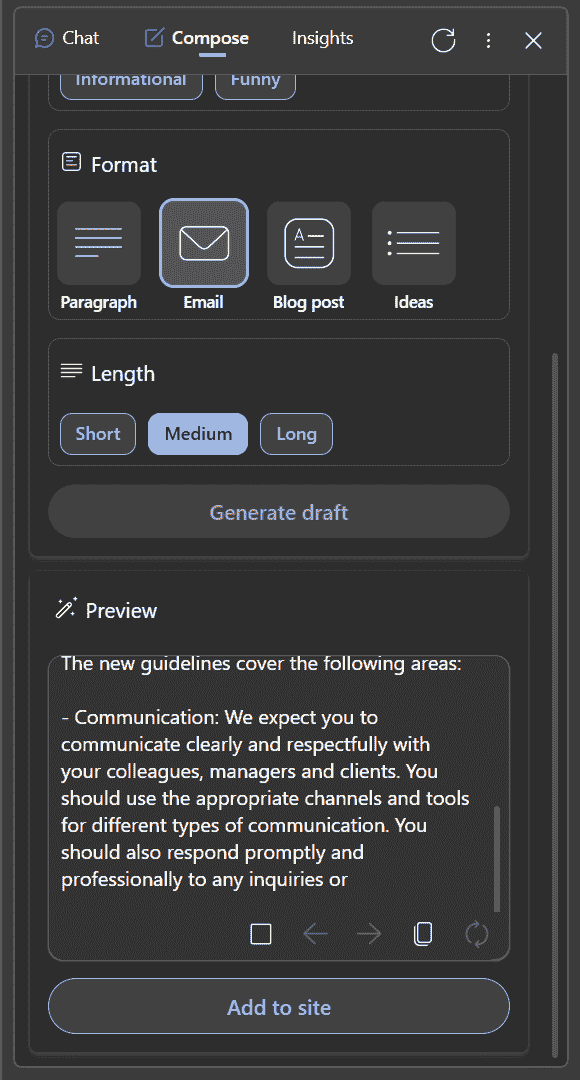 Chat Compose Insights
Informational Funny
Format
A
Paragraph Email Blog post Ideas
Length
Short Medium Long
Generate draft
Preview
The new guidelines cover the following areas:
- Communication: We expect you to
communicate clearly and respectfully with
your colleagues, managers and clients. You
should use the appropriate channels and tools
for different types of communication. You
should also respond promptly and
professionally to any inquiries or
Add to site